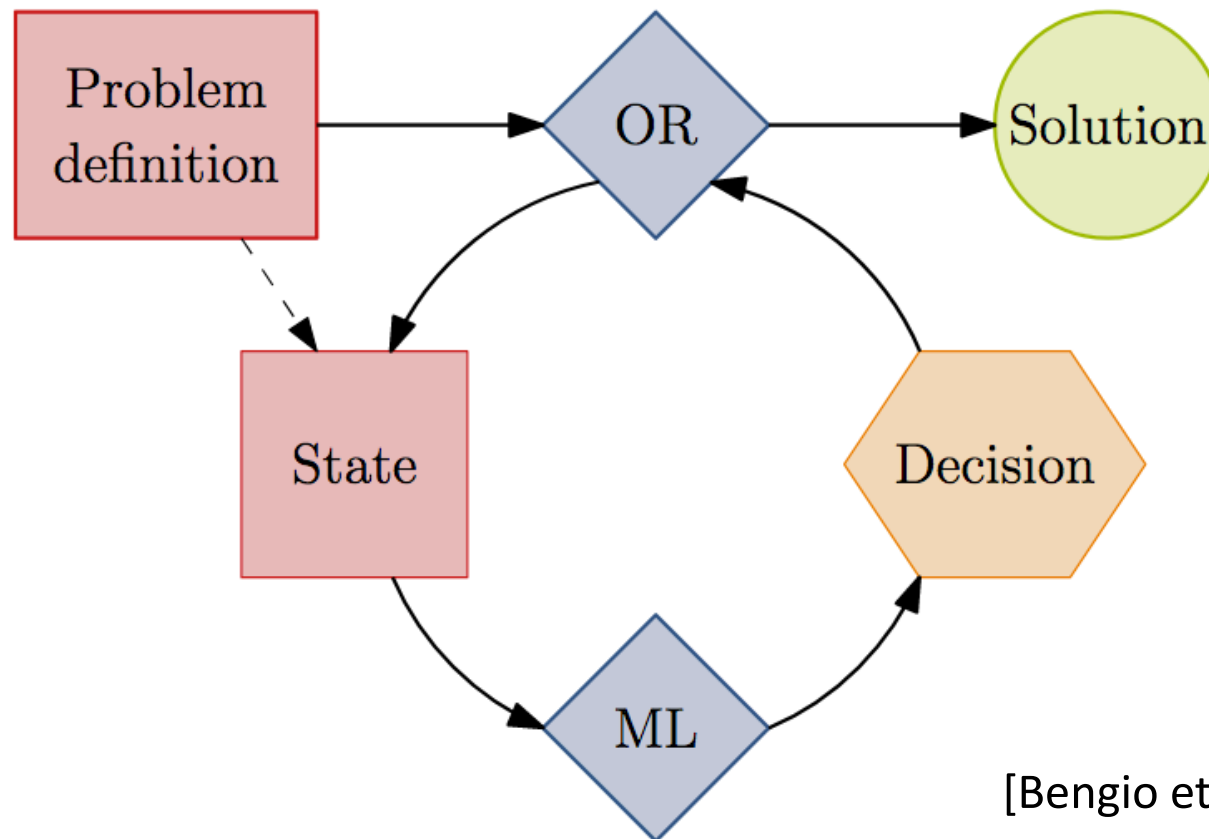 Problem
definition
OR
Solution
State
Decision
ML
[Bengio et